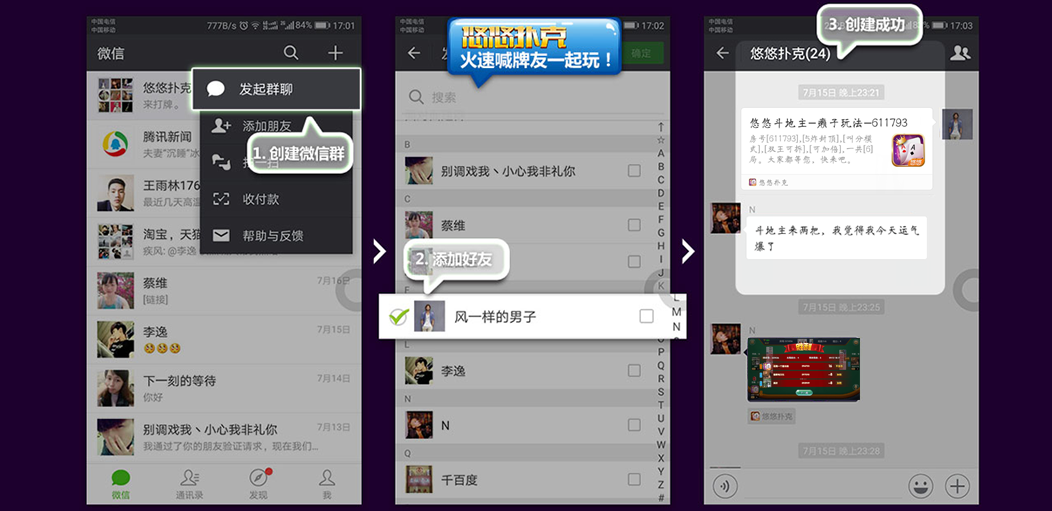 中国电信
中国移动
777B/s
84%
17:01
微信
悠悠扑克
来打牌。
发起群聊
腾讯新闻
夫妻“沉睡”冰
添加朋友
1. 创建微信群
王雨林176
最近几天高温
收付款
淘宝，天猫
疾风: @李逸
帮助与反馈
蔡维
7月16日
[链接]
李逸
7月15日
下一刻的等待
7月14日
你好
别调戏我丶小心我非礼你
7月13日
我通过了你的朋友验证请求，现在我们...
微信
通讯录
发现
我
中国电信
中国移动
17:02
悠悠扑克
火速喊牌友一起玩！
确定
搜索
B
别调戏我丶小心我非礼你
C
蔡维
2. 添加好友
风一样的男子
L
李逸
N
N
Q
千百度
↑
☆
A
B
C
D
E
F
G
H
I
J
K
L
M
N
P
Q
R
S
T
U
V
W
X
Y
Z
#
中国电信
中国移动
17:03
3. 创建成功
悠悠扑克(24)
7月15日 晚上23:21
悠悠斗地主—癞子玩法—611793
房号[611793],[5炸封顶],[叫分模
式],[双王可拆],[可加倍],一共[6]
局。大家都等您，快来吧。
悠悠扑克
N
斗地主来两把，我觉得我今天运气
爆了
7月15日 晚上23:25
N
悠悠扑克
7月15日 晚上23:28